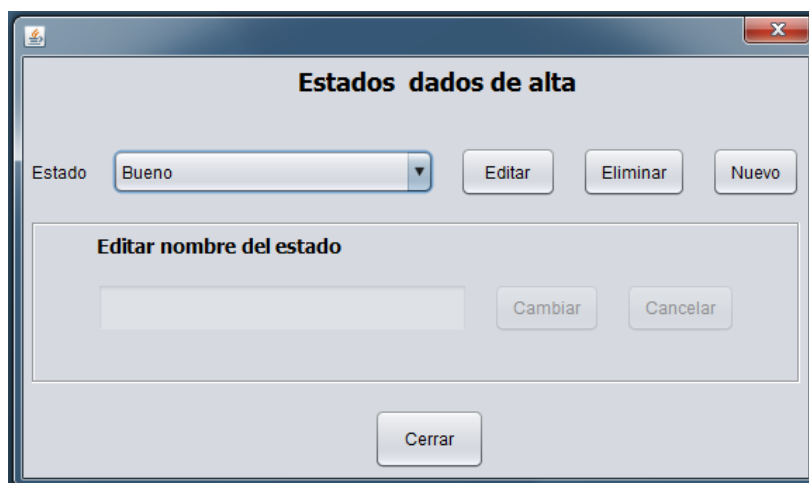 Estados dados de alta
Estado Bueno Editar Eliminar Nuevo
Editar nombre del estado
Cambiar Cancelar
Cerrar